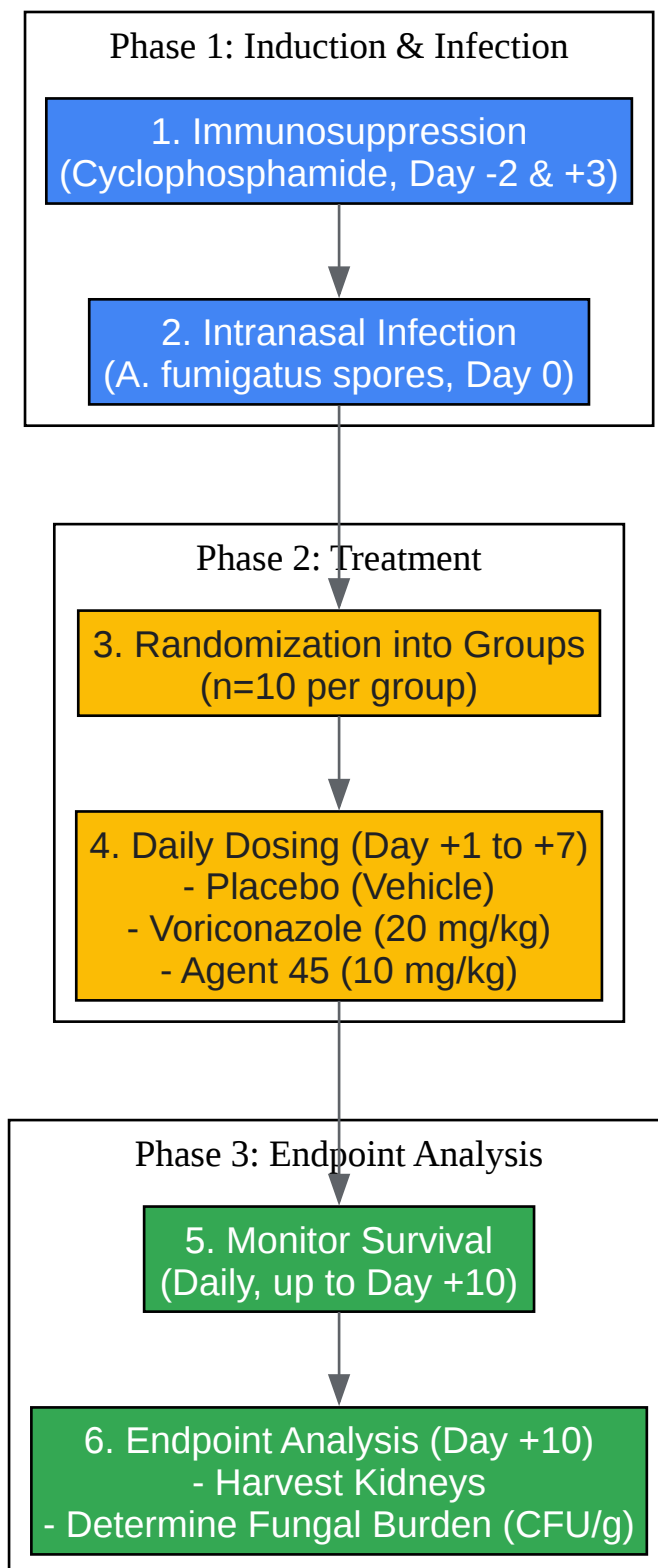 Phase 1: Induction & Infection
1. Immunosuppression
(Cyclophosphamide, Day -2 & +3)
2. Intranasal Infection
(A. fumigatus spores, Day 0)
Phase 2: Treatment
3. Randomization into Groups
(n=10 per group)
4. Daily Dosing (Day +1 to +7)
- Placebo (Vehicle)
- Voriconazole (20 mg/kg)
- Agent 45 (10 mg/kg)
Phase 3: Endpoint Analysis
5. Monitor Survival
(Daily, up to Day +10)
6. Endpoint Analysis (Day +10)
- Harvest Kidneys
- Determine Fungal Burden (CFU/g)